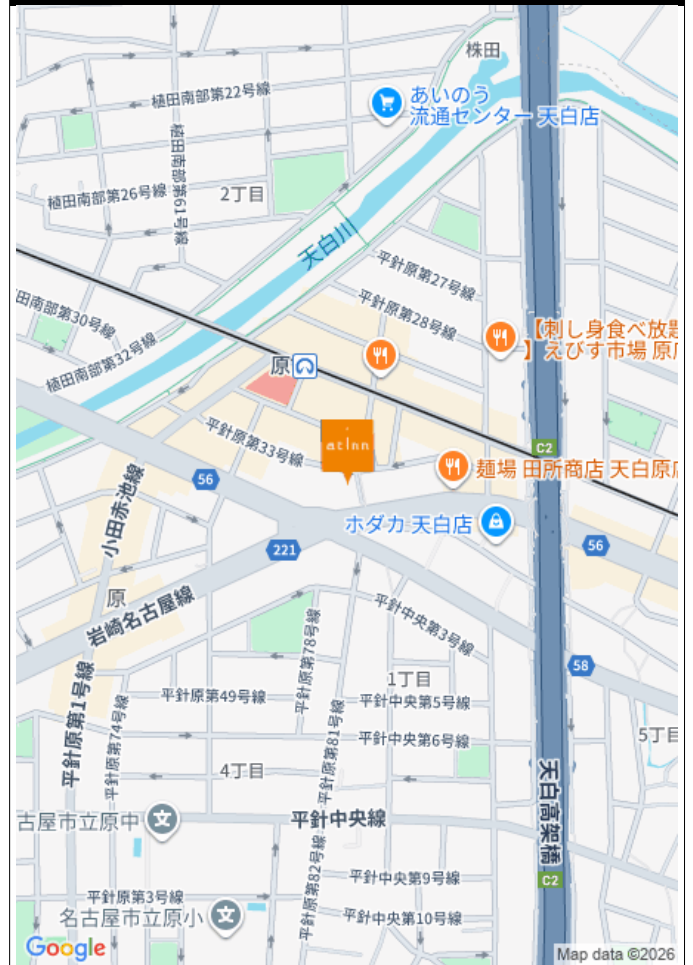 株田
あいのう
流通センター 天白店
植田南部第22号線
植田南部第61号線
植田南部第26号線
2丁目
天白川
平針原第27号線
平針原第28号線
田南部第30号線
植田南部第32号線
【刺し身食べ放題
】えびす市場 原店
原
atinn
平針原第33号線
C2
麺場 田所商店 天白原店
56
小田赤池線
ホダカ 天白店
56
221
原
岩崎名古屋線
平針中央第3号線
平針原第78号線
58
1丁目
平針原第49号線
平針中央第5号線
平針原第1号線
平針原第74号線
平針原第81号線
平針中央第6号線
5丁目
4丁目
天白高架橋
古屋市立原中
平針中央線
平針中央第9号線
C2
平針原第3号線
平針原第82号線
名古屋市立原小
平針中央第10号線
Google
Map data ©2026